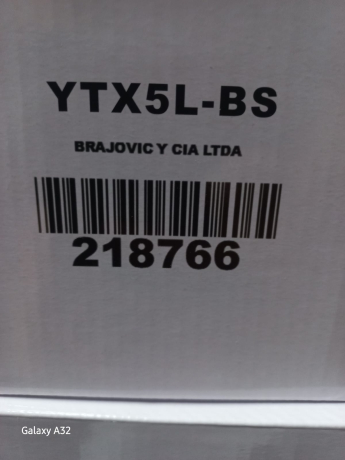 YTX5L-BS
BRAJOVIC Y CIA LTDA
218766
Galaxy A32